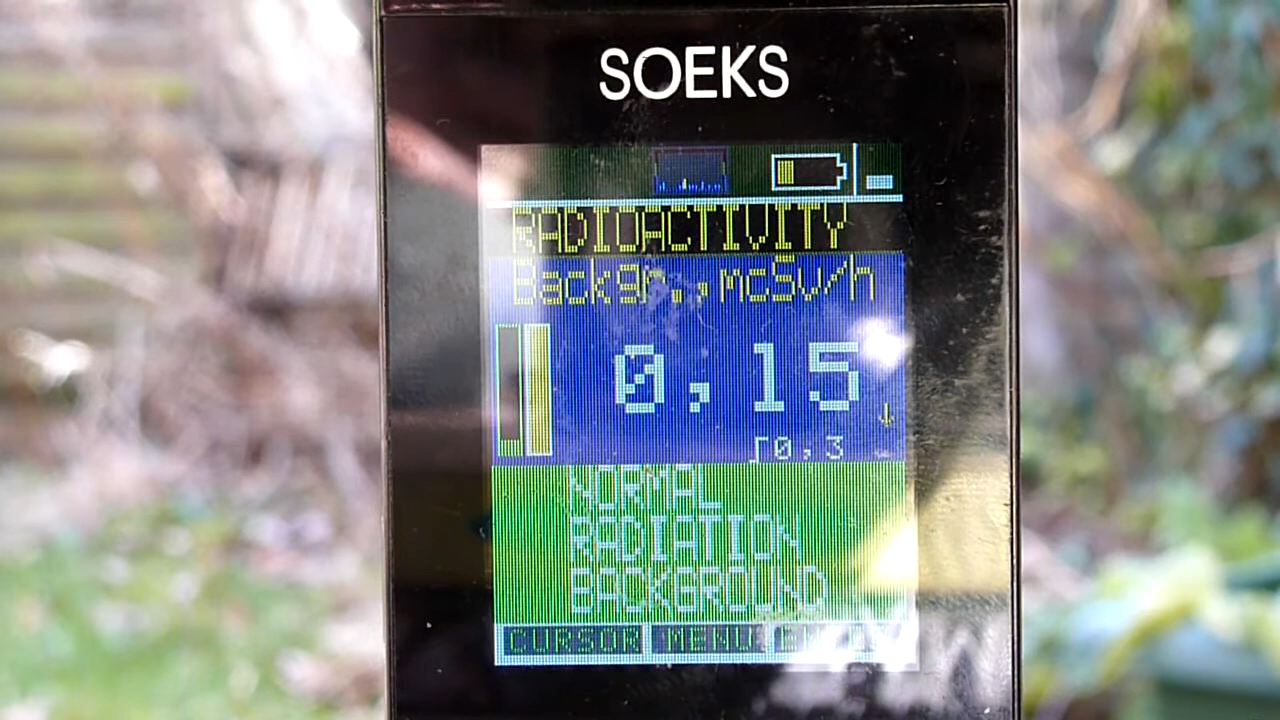 SOEKS
RADIOACTIVITY
Backgr., mcSv/h
0,15
∫0,3
NORMAL
RADIATION
BACKGROUND
CURSOR MENU